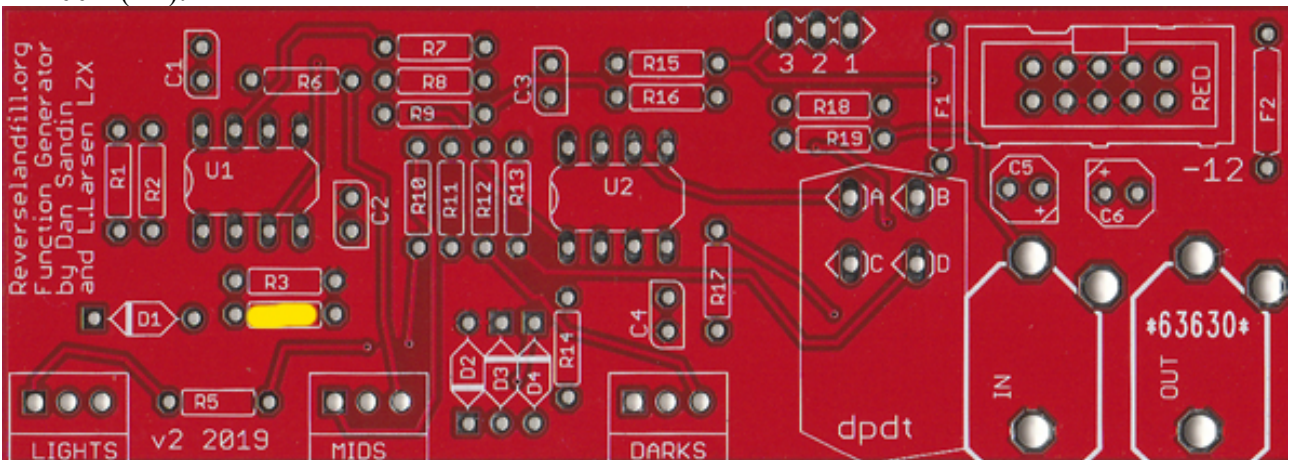 Reverselandfill.org
Function Generator
by Dan Sandin
and L.Larsen LZX
C1
R6
R7
R8
R9
C3
R15
R16
3 2 1
R18
R19
F1
RED
F2
R1
R2
U1
C2
R10
R11
R12
R13
U2
A
B
C
D
C5
+
+
C6
-12
R3
D1
R17
C4
R14
D2
D3
D4
R5
LIGHTS
v2 2019
MIDS
DARKS
dpdt
IN
OUT
*63630*